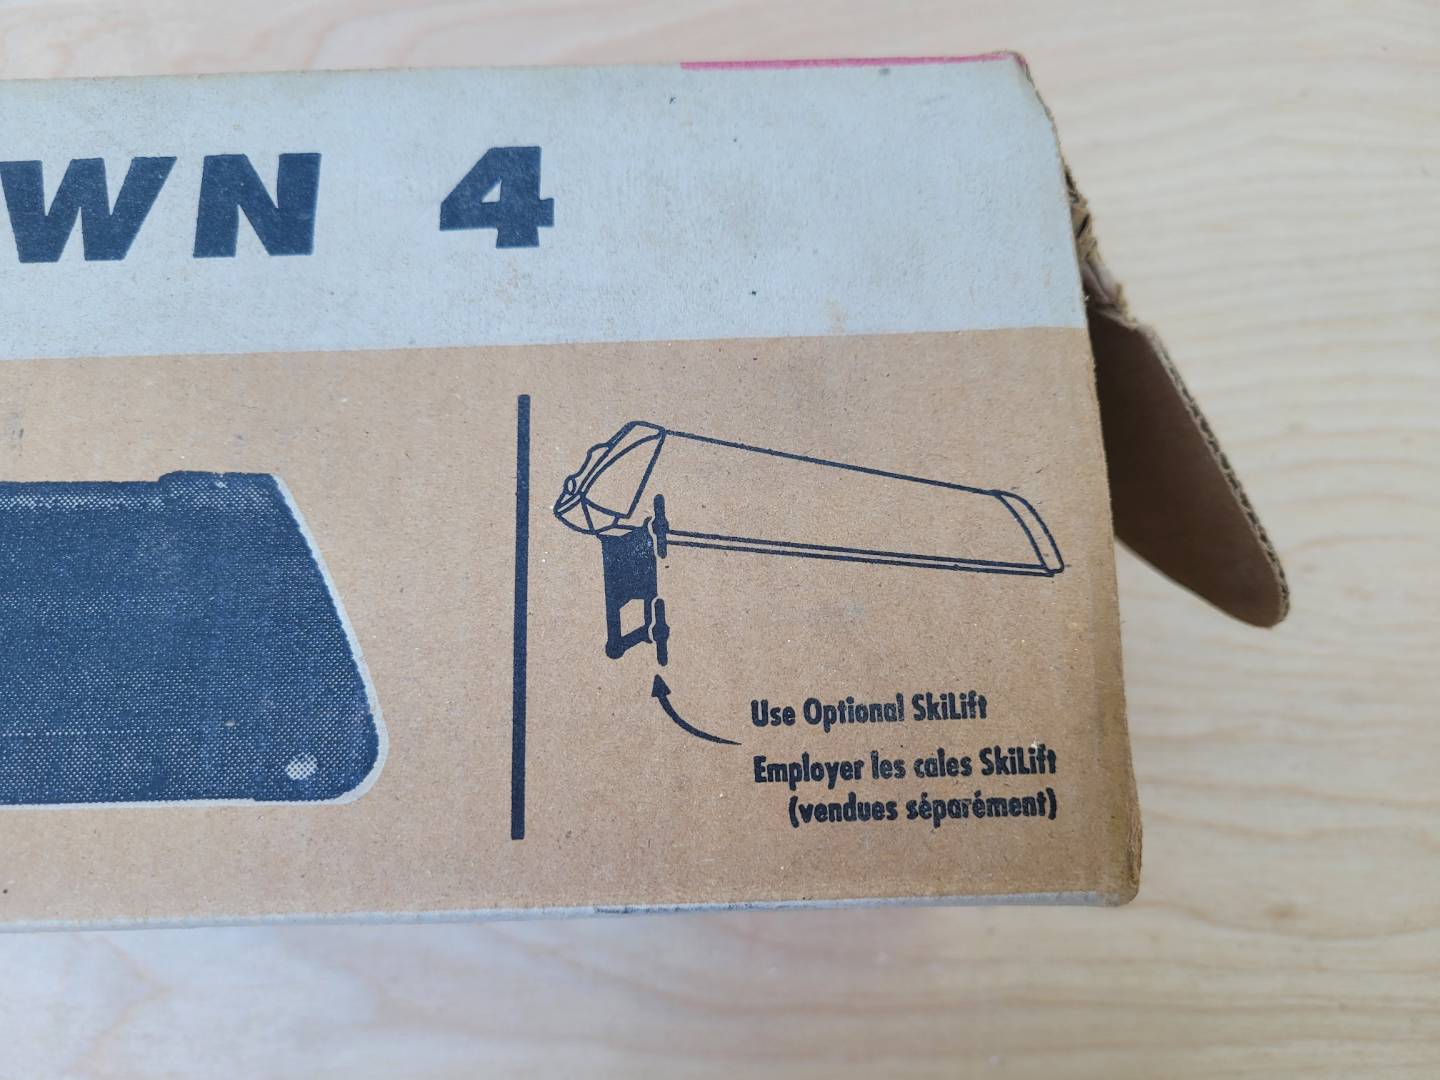 WN 4
Use Optional SkiLift
Employer les cales SkiLift
(vendues séparément)